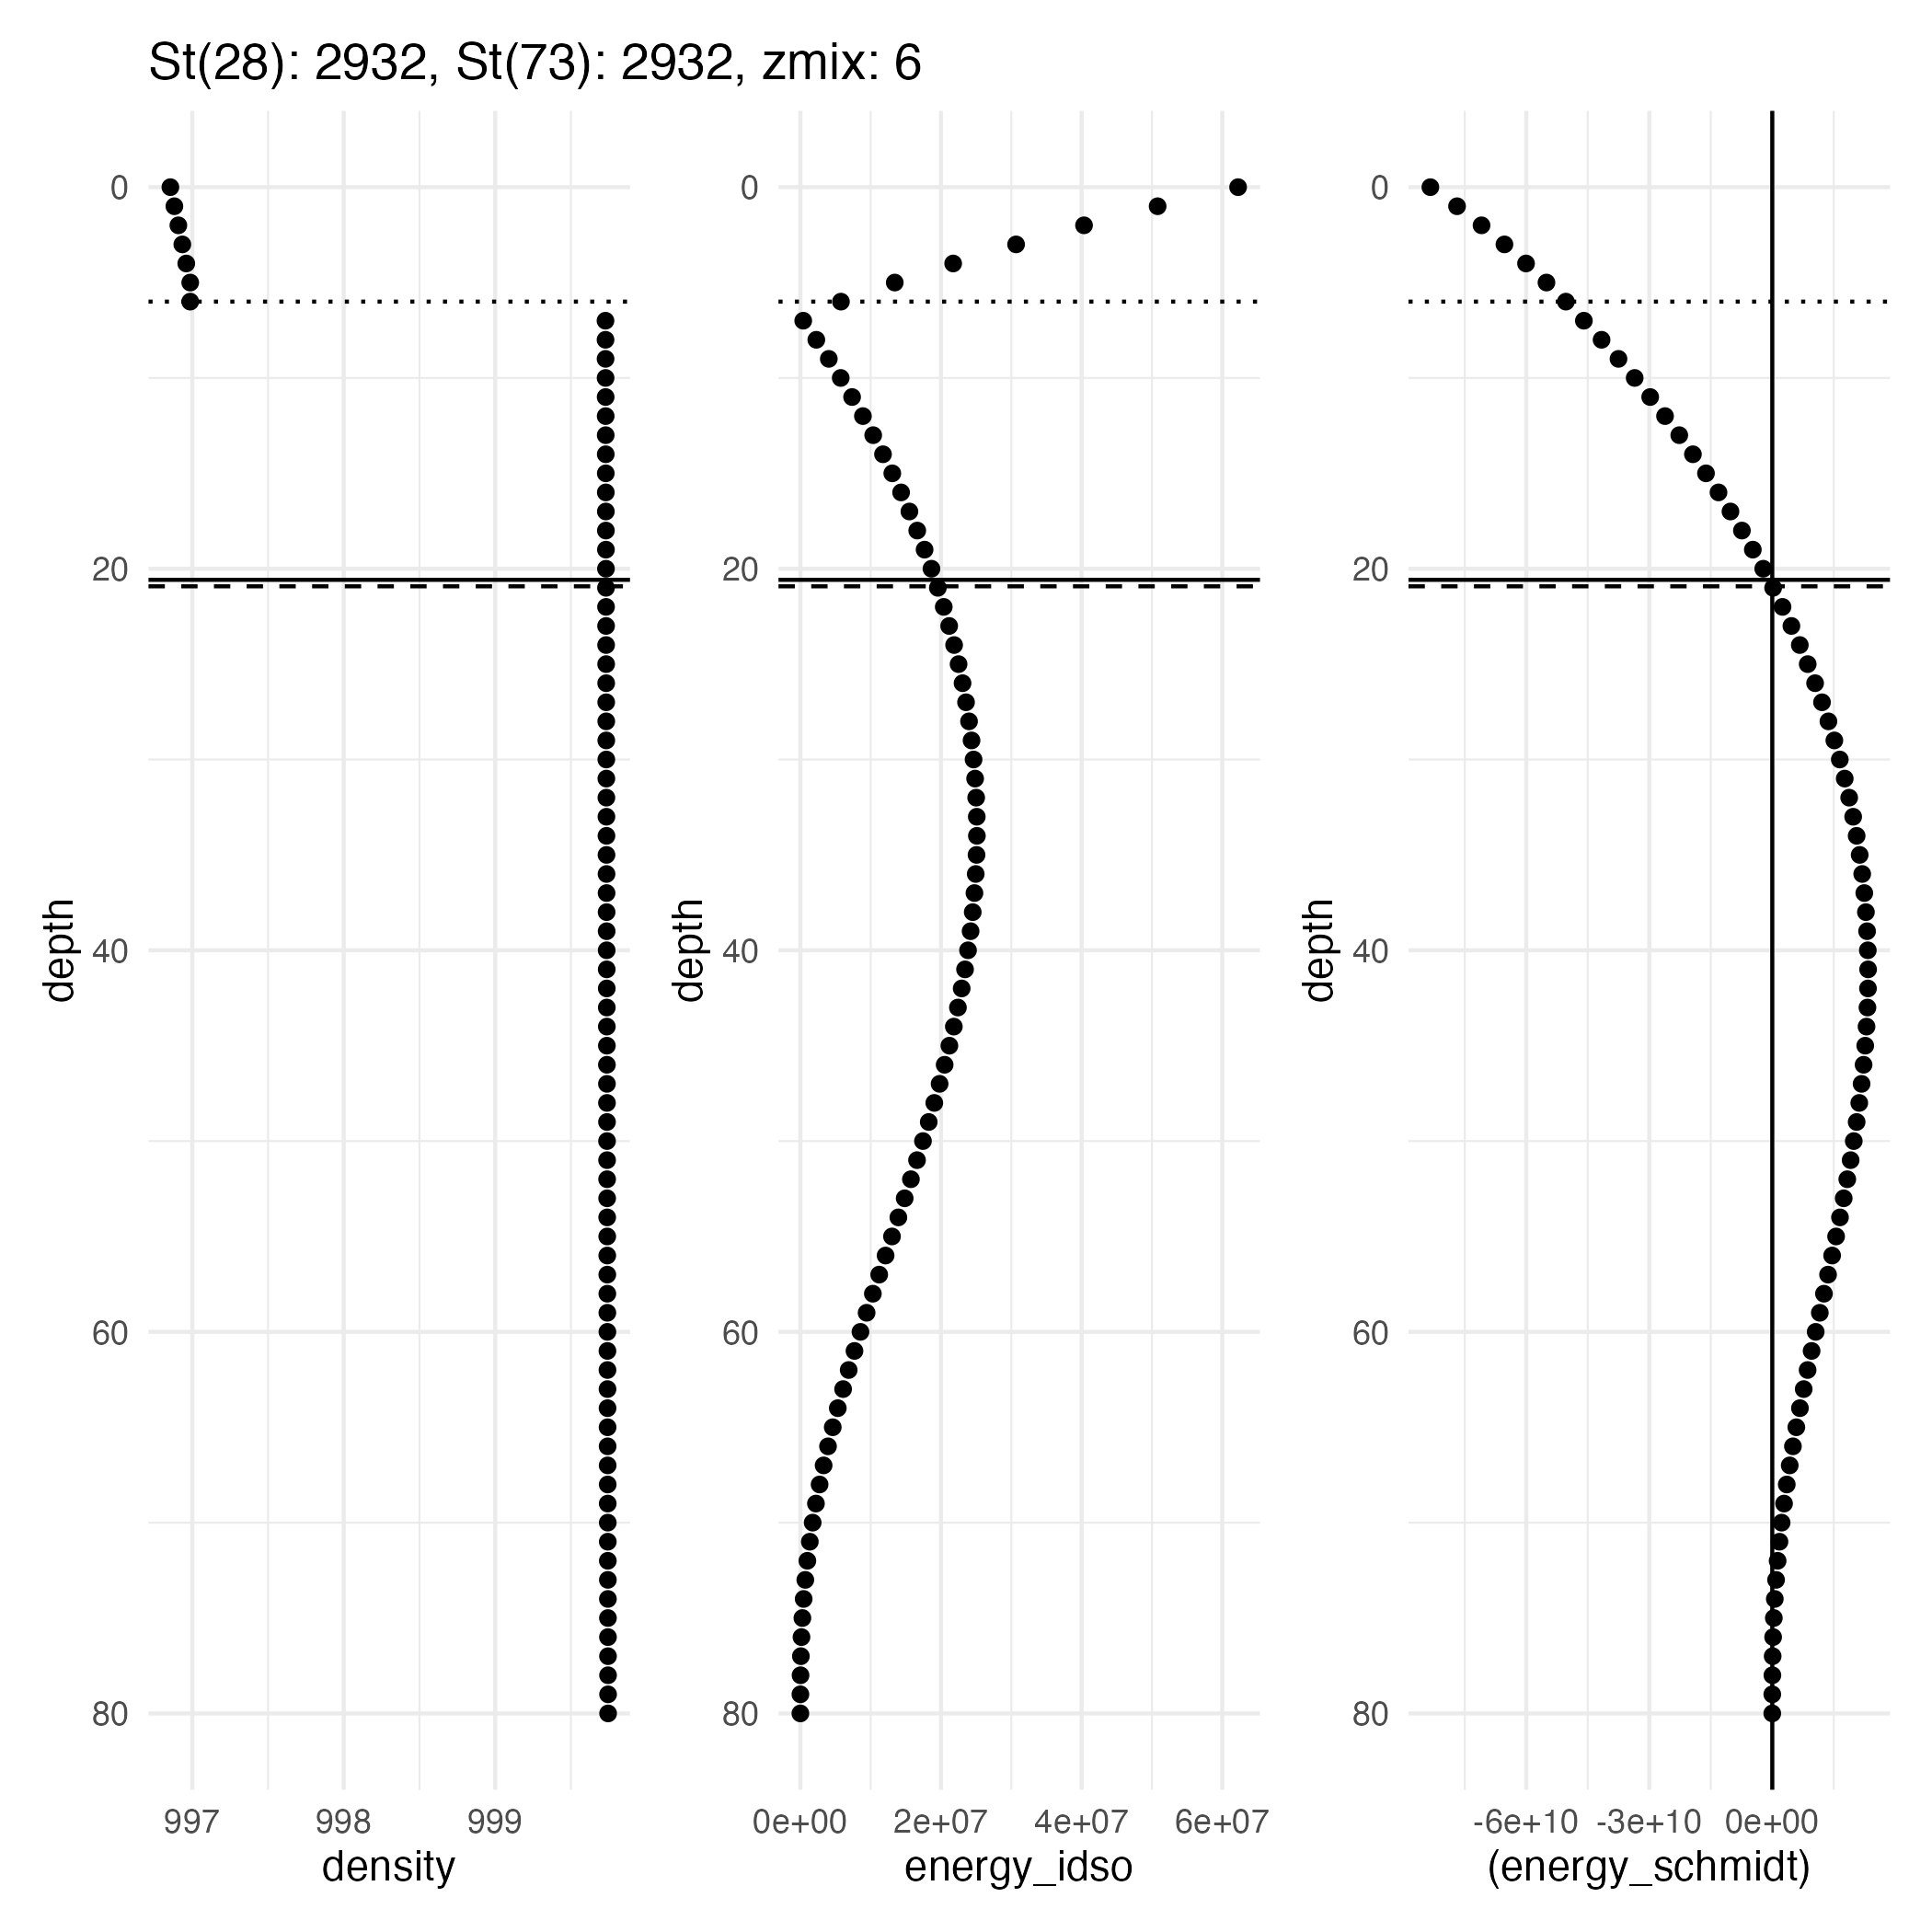 St(28): 2932, St(73): 2932, zmix: 6
0
20
40
60
80
depth
997 998 999
density
0
20
40
60
80
depth
0e+00 2e+07 4e+07 6e+07
energy_idso
0
20
40
60
80
depth
-6e+10 -3e+10 0e+00
(energy_schmidt)